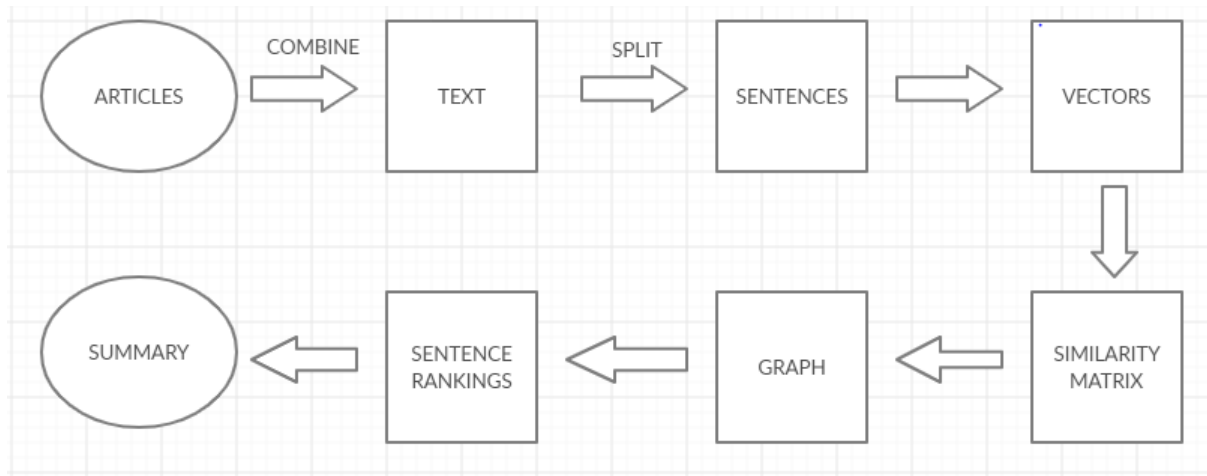 COMBINE
SPLIT
ARTICLES
TEXT
SENTENCES
VECTORS
SIMILARITY
MATRIX
GRAPH
SENTENCE
RANKINGS
SUMMARY